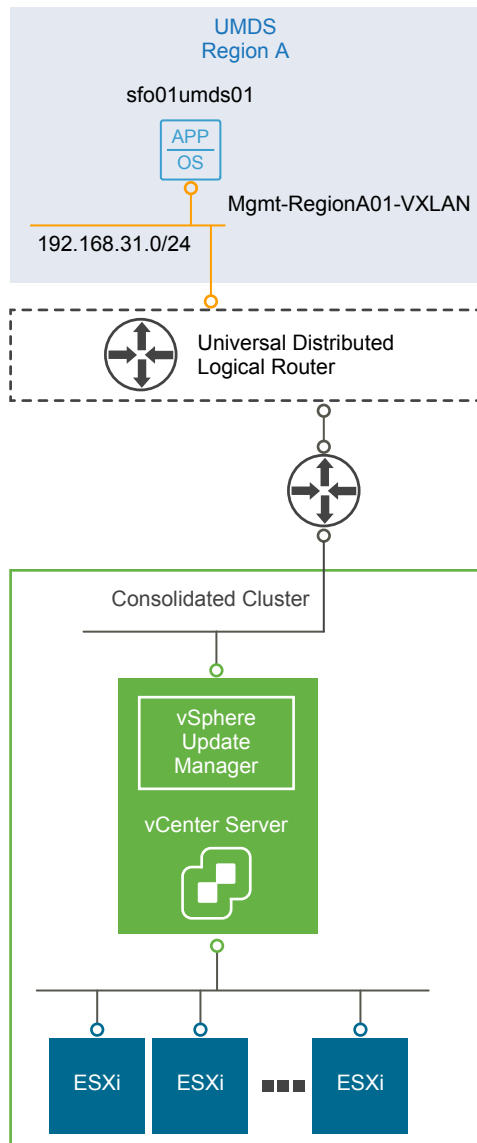 UMDS
Region A
sfo01umds01
APP
OS
Mgmt-RegionA01-VXLAN
192.168.31.0/24
Universal Distributed
Logical Router
Consolidated Cluster
vSphere
Update
Manager
vCenter Server
ESXi
ESXi
ESXi